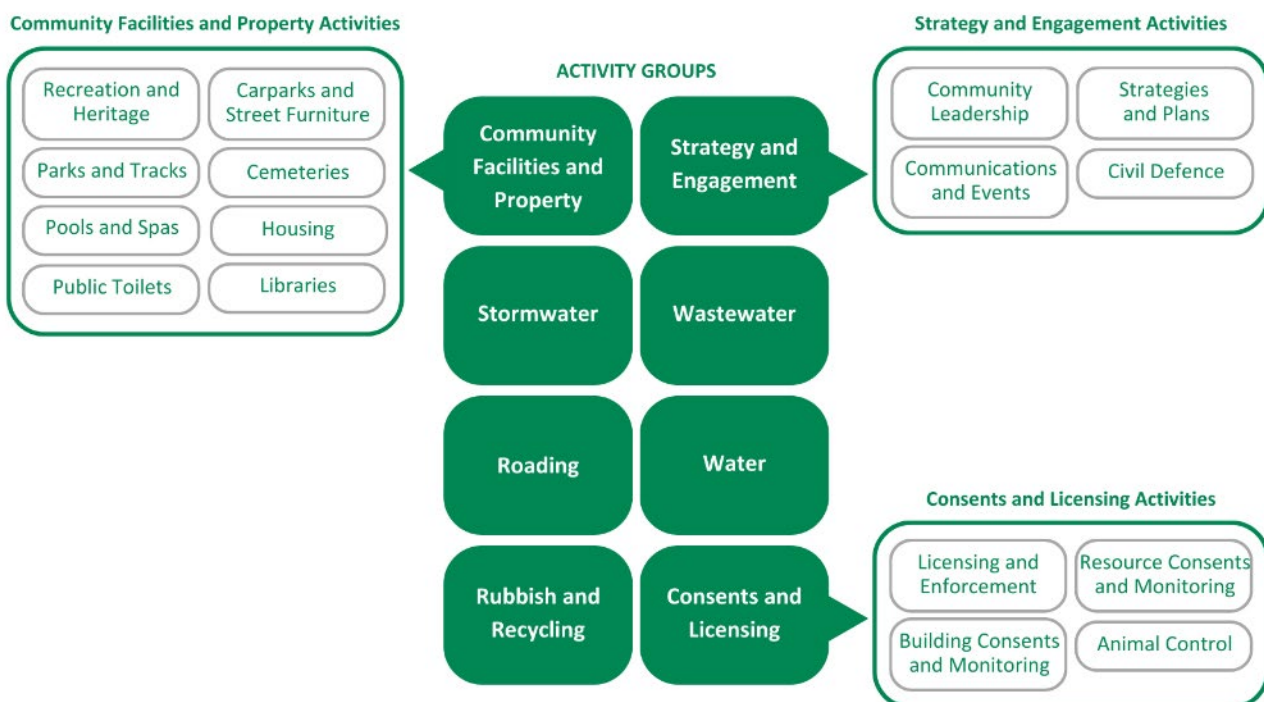 Community Facilities and Property Activities
Recreation and
Heritage
Carparks and
Street Furniture
Parks and Tracks
Cemeteries
Pools and Spas
Housing
Public Toilets
Libraries
ACTIVITY GROUPS
Community
Facilities and
Property
Strategy and
Engagement
Stormwater
Wastewater
Roading
Water
Rubbish and
Recycling
Consents and
Licensing
Strategy and Engagement Activities
Community
Leadership
Strategies
and Plans
Communications
and Events
Civil Defence
Consents and Licensing Activities
Licensing and
Enforcement
Resource Consents
and Monitoring
Building Consents
and Monitoring
Animal Control